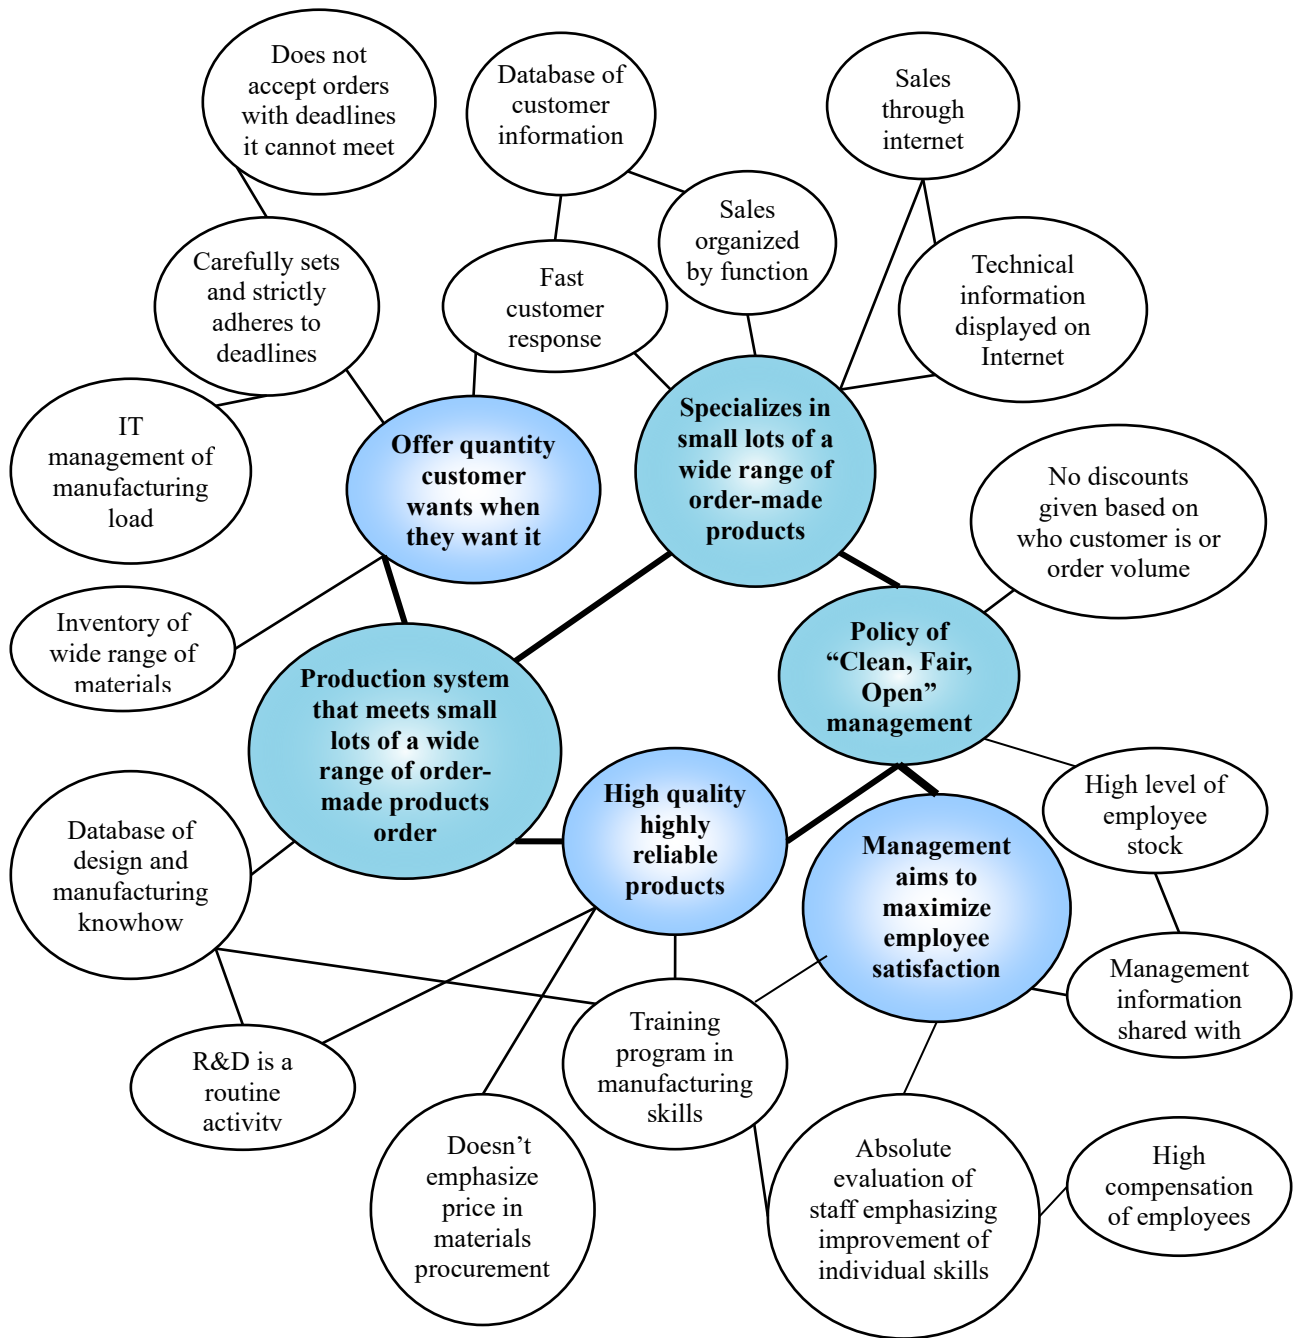 Does not
accept orders
with deadlines
it cannot meet
Database of
customer
information
Sales
through
internet
Sales
organized
by function
Carefully sets
and strictly
adheres to
deadlines
Fast
customer
response
Technical
information
displayed on
Internet
IT
management of
manufacturing
load
Offer quantity
customer
wants when
they want it
Specializes in
small lots of a
wide range of
order-made
products
No discounts
given based on
who customer is or
order volume
Inventory of
wide range of
materials
Production system
that meets small
lots of a wide
range of order-
made products
order
Policy of
“Clean, Fair,
Open”
management
High quality
highly
reliable
products
High level of
employee
stock
Database of
design and
manufacturing
knowhow
Management
aims to
maximize
employee
satisfaction
Management
information
shared with
R&D is a
routine
activity
Training
program in
manufacturing
skills
Doesn’t
emphasize
price in
materials
procurement
Absolute
evaluation of
staff emphasizing
improvement of
individual skills
High
compensation
of employees